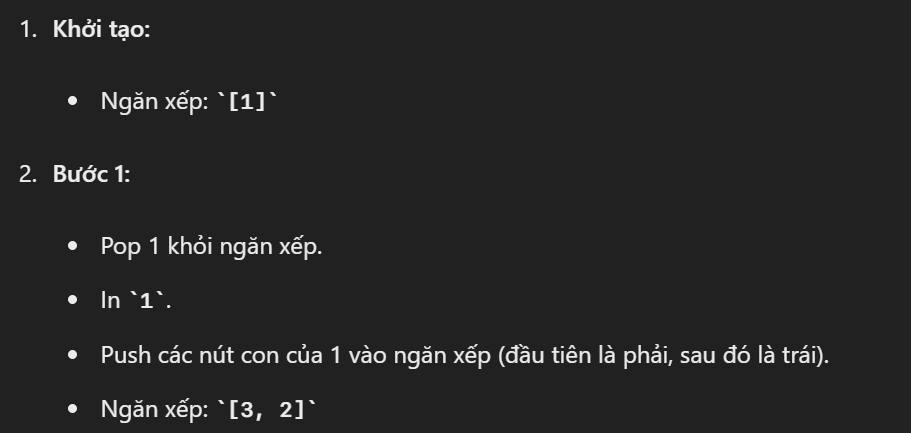 1. Khởi tạo:
• Ngăn xếp: `[1]`
2. Bước 1:
• Pop 1 khỏi ngăn xếp.
• In `1`.
• Push các nút con của 1 vào ngăn xếp (đầu tiên là phải, sau đó là trái).
• Ngăn xếp: `[3, 2]`